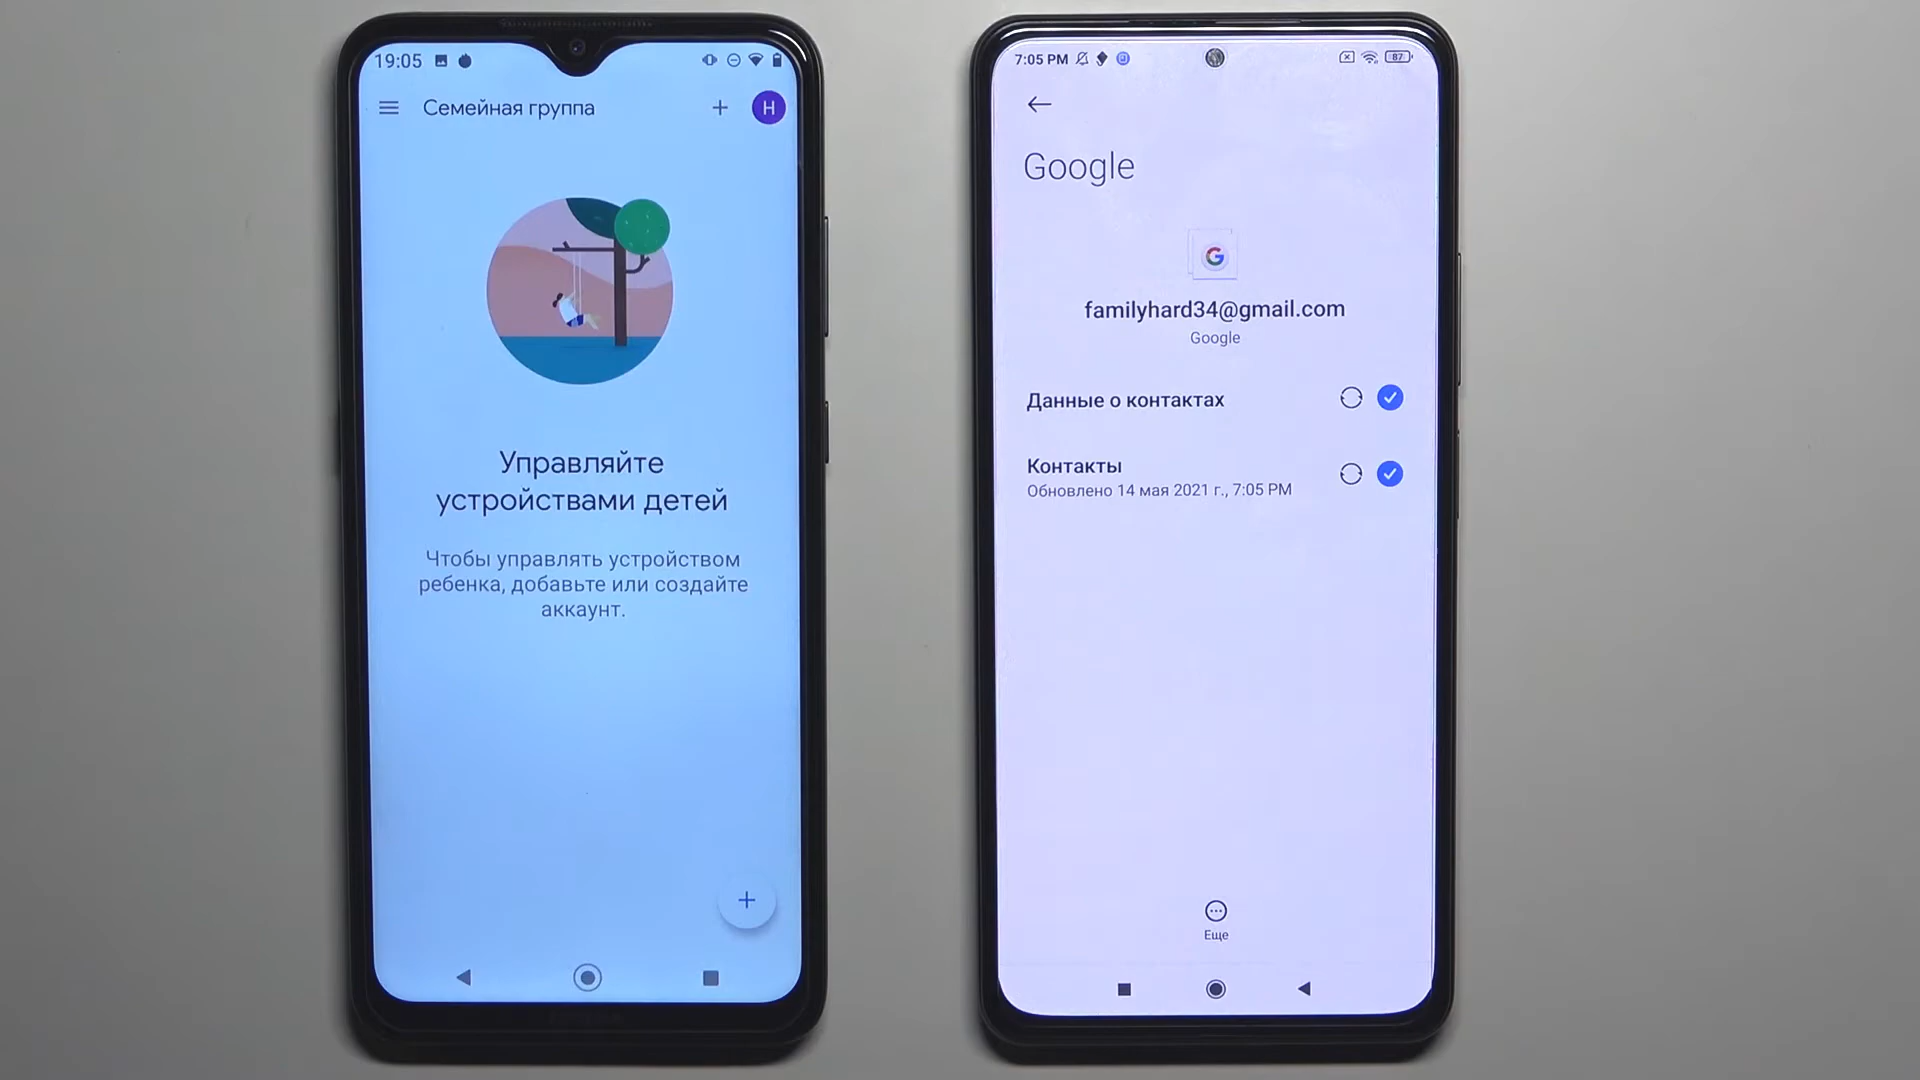 19:05
Семейная группа
H
Управляйте
устройствами детей
Чтобы управлять устройством
ребенка, добавьте или создайте
аккаунт.
7:05 PM
87
Google
G
familyhard34@gmail.com
Google
Данные о контактах
Контакты
Обновлено 14 мая 2021 г., 7:05 PM
Еще